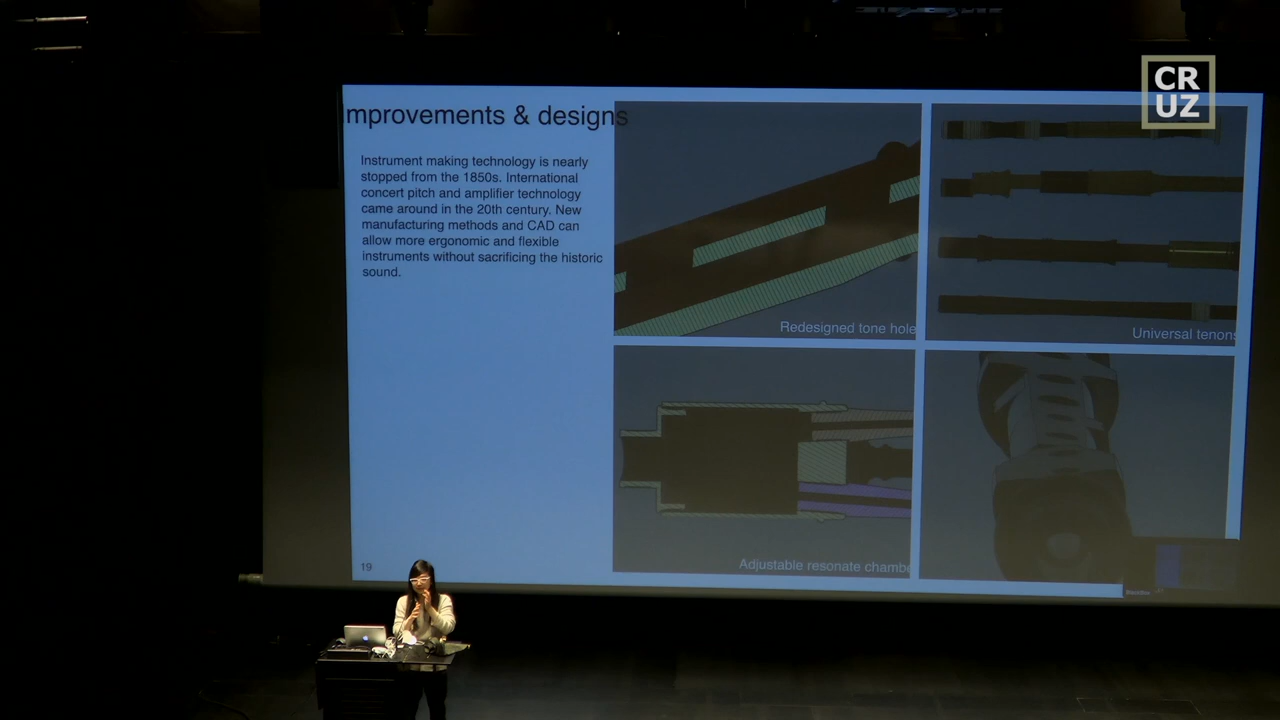 CR
UZ
mprovements & designs
Instrument making technology is nearly
stopped from the 1850s. International
concert pitch and amplifier technology
came around in the 20th century. New
manufacturing methods and CAD can
allow more ergonomic and flexible
instruments without sacrificing the historic
sound.
Redesigned tone hole
Universal tenons
Adjustable resonate chambe
19